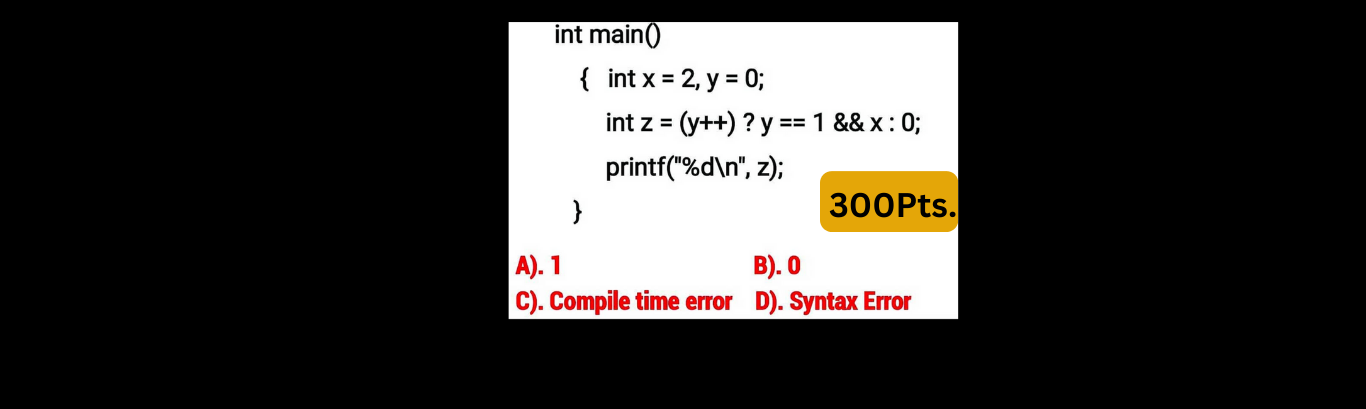 int main()
{ int x = 2, y = 0;
int z = (y++) ? y == 1 && x : 0;
printf("%d\n", z);
}
300Pts.
A). 1 B). 0
C). Compile time error D). Syntax Error